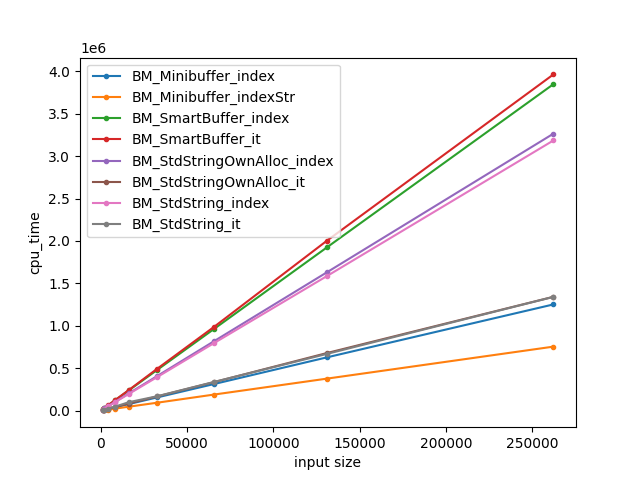 1e6
4.0
3.5
3.0
2.5
2.0
1.5
1.0
0.5
0.0
cpu_time
BM_Minibuffer_index
BM_Minibuffer_indexStr
BM_SmartBuffer_index
BM_SmartBuffer_it
BM_StdStringOwnAlloc_index
BM_StdStringOwnAlloc_it
BM_StdString_index
BM_StdString_it
0 50000 100000 150000 200000 250000
input size